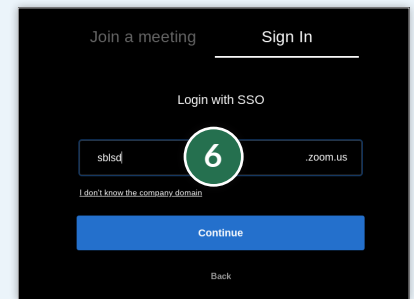 Join a meeting Sign In
Login with SSO
sblsd 6 .zoom.us
I don't know the company domain
Continue
Back